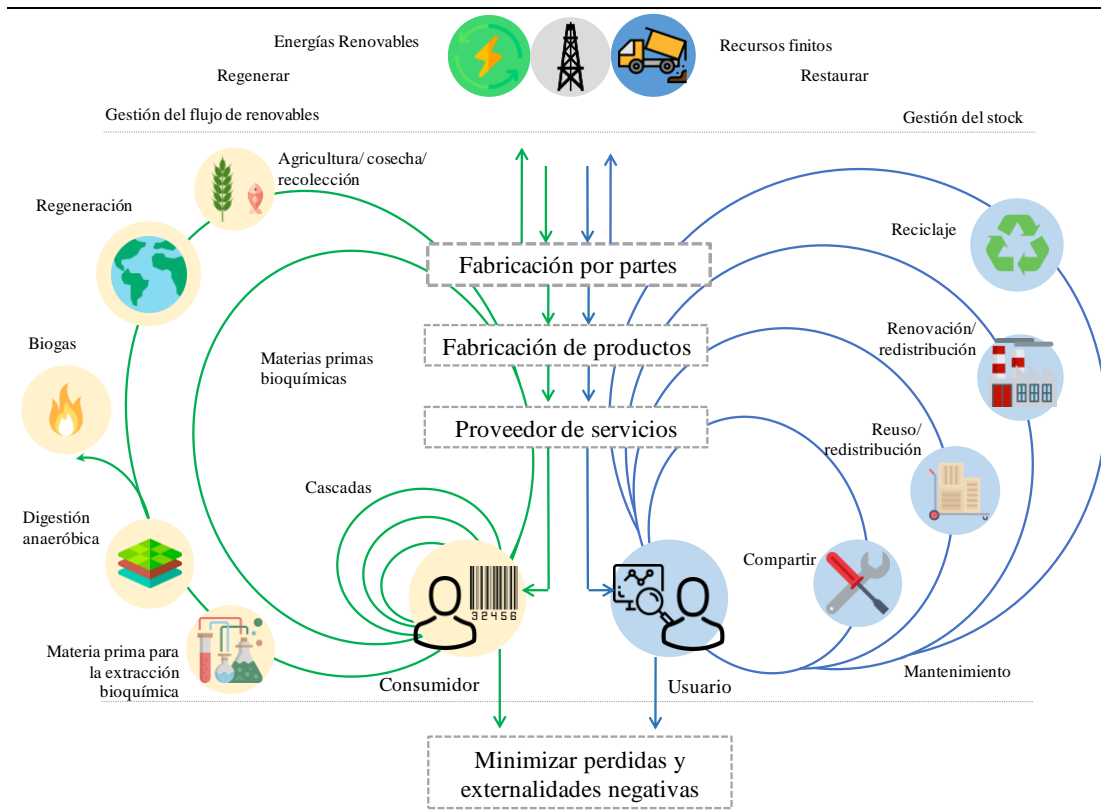 Energías Renovables
Recursos finitos
Regenerar
Restaurar
Gestión del flujo de renovables
Gestión del stock
Agricultura/ cosecha/
recolección
Regeneración
Reciclaje
Fabricación por partes
Biogas
Materias primas
bioquímicas
Fabricación de productos
Renovación/
redistribución
Proveedor de servicios
Reuso/
redistribución
Cascadas
Digestión
anaeróbica
Compartir
32456
Materia prima para
la extracción
bioquímica
Consumidor
Usuario
Mantenimiento
Minimizar perdidas y
externalidades negativas